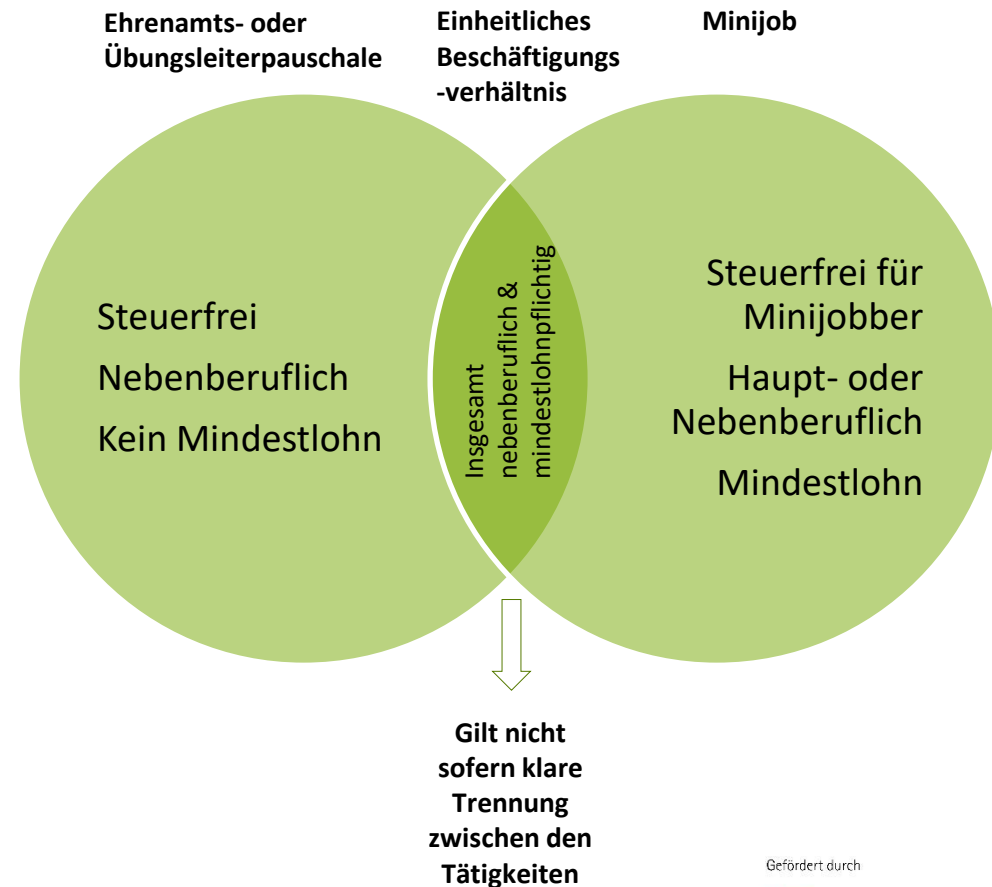 Ehrenamts- oder
Übungsleiterpauschale
Einheitliches
Beschäftigungs
-verhältnis
Minijob
Steuerfrei
Nebenberuflich
Kein Mindestlohn
Insgesamt
nebenberuflich &
mindestlohnpflichtig
Steuerfrei für
Minijobber
Haupt- oder
Nebenberuflich
Mindestlohn
Gilt nicht
sofern klare
Trennung
zwischen den
Tätigkeiten
Gefördert durch